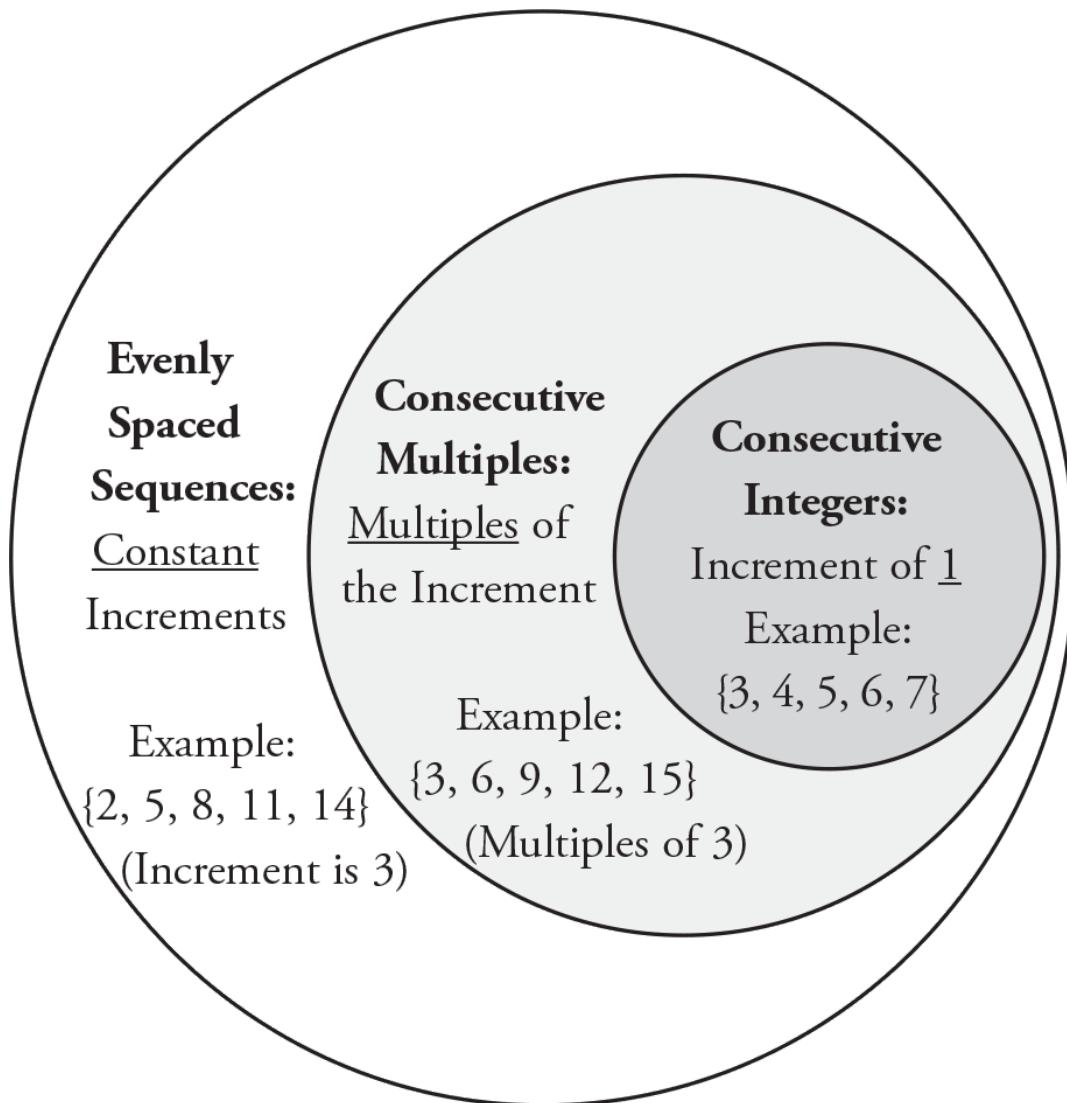 Evenly
Spaced
Sequences:
Constant
Increments
Example:
{2, 5, 8, 11, 14}
(Increment is 3)
Consecutive
Multiples:
Multiples of
the Increment
Example:
{3, 6, 9, 12, 15}
(Multiples of 3)
Consecutive
Integers:
Increment of 1
Example:
{3, 4, 5, 6, 7}